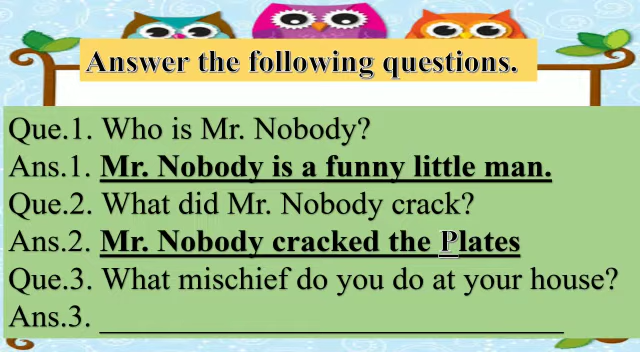 Answer the following questions.
Que.1. Who is Mr. Nobody?
Ans.1. Mr. Nobody is a funny little man.
Que.2. What did Mr. Nobody crack?
Ans.2. Mr. Nobody cracked the Plates
Que.3. What mischief do you do at your house?
Ans.3. ______________________________